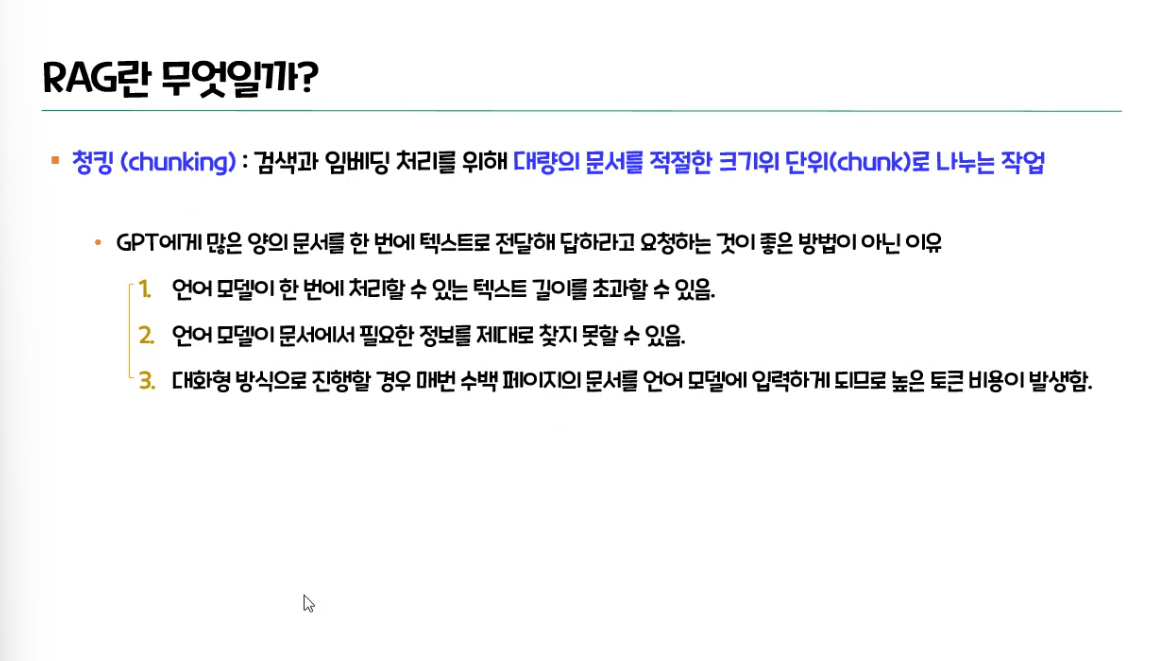 RAG란 무엇일까?
▪ 청킹 (chunking) : 검색과 임베딩 처리를 위해 대량의 문서를 적절한 크기위 단위(chunk)로 나누는 작업
• GPT에게 많은 양의 문서를 한 번에 텍스트로 전달해 답하라고 요청하는 것이 좋은 방법이 아닌 이유
1. 언어 모델이 한 번에 처리할 수 있는 텍스트 길이를 초과할 수 있음.
2. 언어 모델이 문서에서 필요한 정보를 제대로 찾지 못할 수 있음.
3. 대화형 방식으로 진행할 경우 매번 수백 페이지의 문서를 언어 모델에 입력하게 되므로 높은 토큰 비용이 발생함.